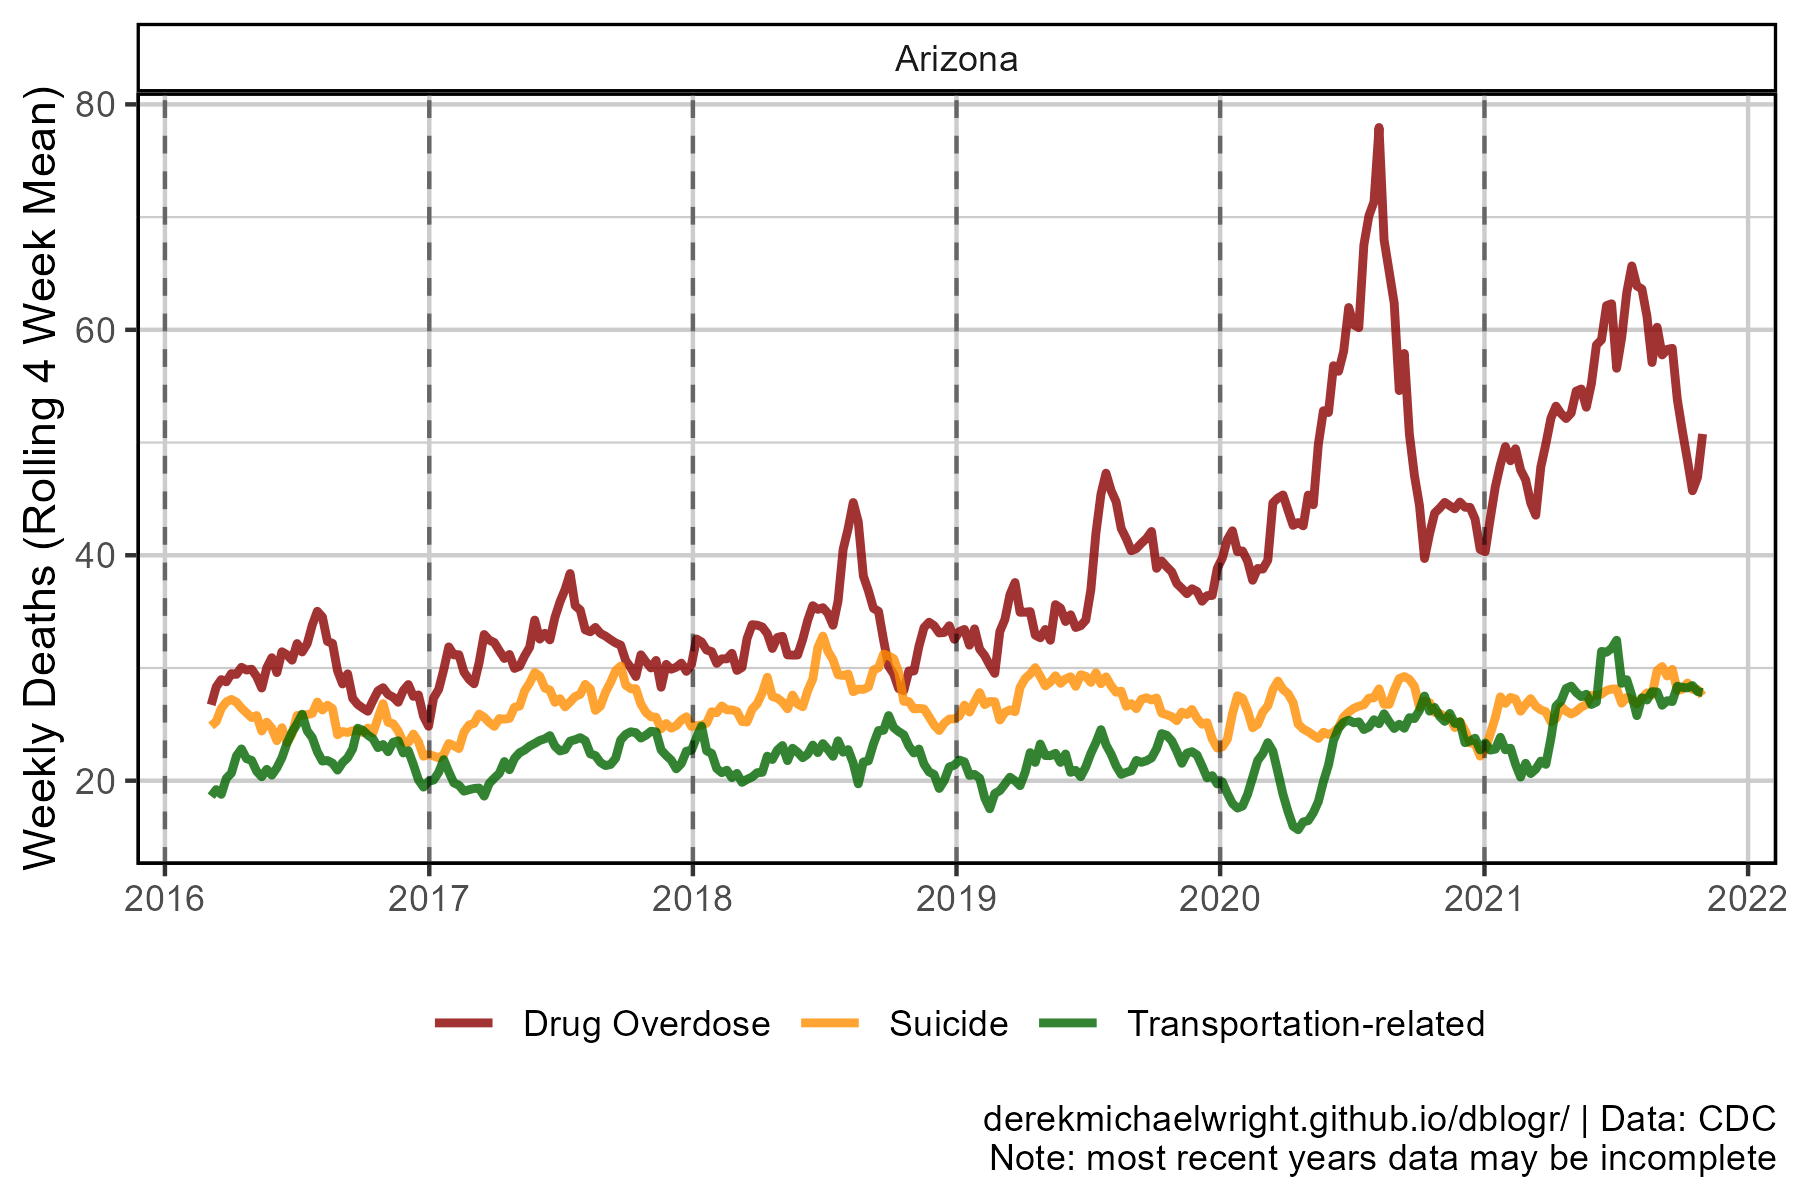 Arizona
Weekly Deaths (Rolling 4 Week Mean)
80
60
40
20
2016 2017 2018 2019 2020 2021 2022
Drug Overdose Suicide Transportation-related
derekmichaelwright.github.io/dblogr/ | Data: CDC
Note: most recent years data may be incomplete